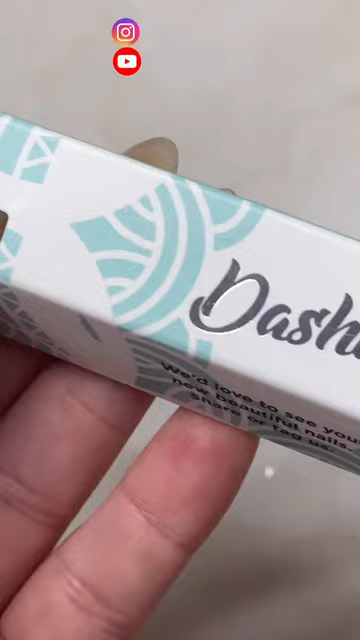 Dash
We'd love to see your
new beautiful nails.
Share or tag us.